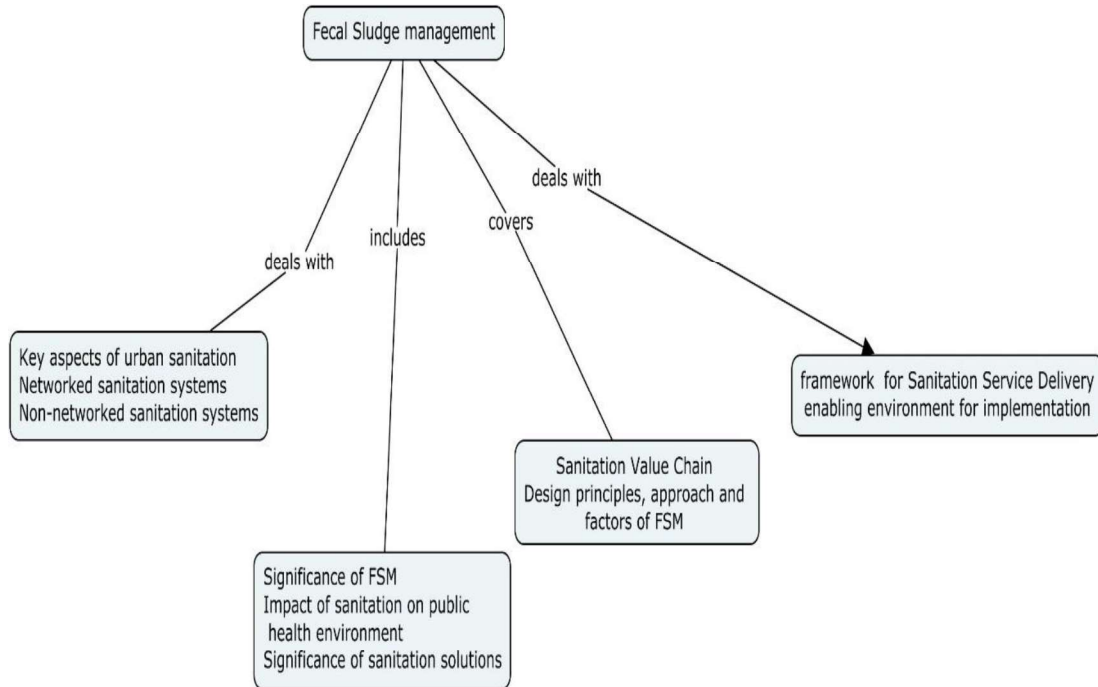 Fecal Sludge management
deals with
includes
covers
deals with
Key aspects of urban sanitation
Networked sanitation systems
Non-networked sanitation systems
Significance of FSM
Impact of sanitation on public
health environment
Significance of sanitation solutions
Sanitation Value Chain
Design principles, approach and
factors of FSM
framework for Sanitation Service Delivery
enabling environment for implementation